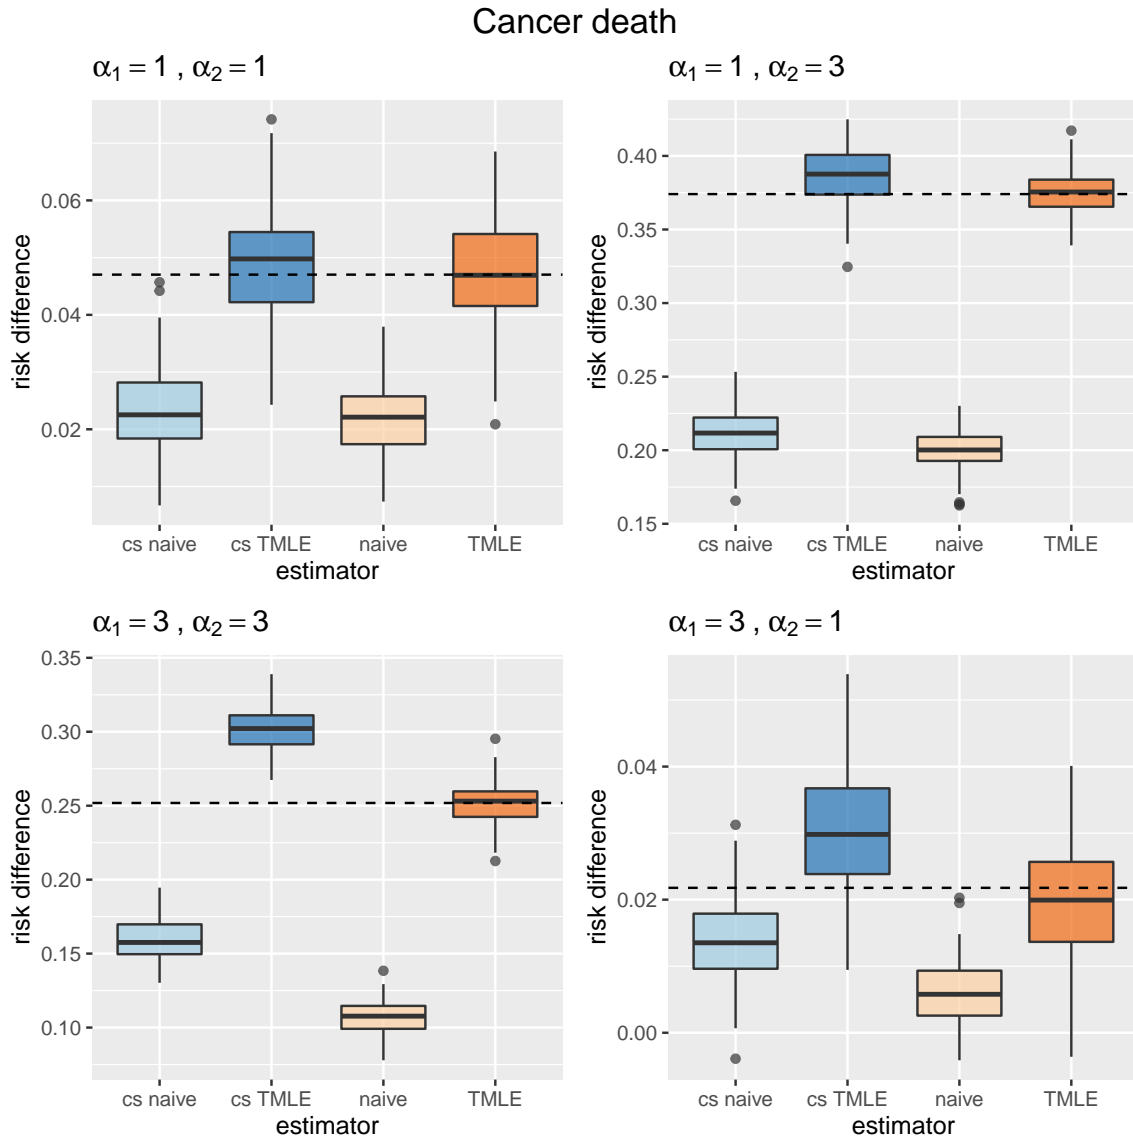 Cancer death
α1 = 1 , α2 = 1
risk difference
0.06
0.04
0.02
cs naive cs TMLE naive TMLE
estimator
α1 = 1 , α2 = 3
risk difference
0.40
0.35
0.30
0.25
0.20
0.15
cs naive cs TMLE naive TMLE
estimator
α1 = 3 , α2 = 3
risk difference
0.35
0.30
0.25
0.20
0.15
0.10
cs naive cs TMLE naive TMLE
estimator
α1 = 3 , α2 = 1
risk difference
0.04
0.02
0.00
cs naive cs TMLE naive TMLE
estimator